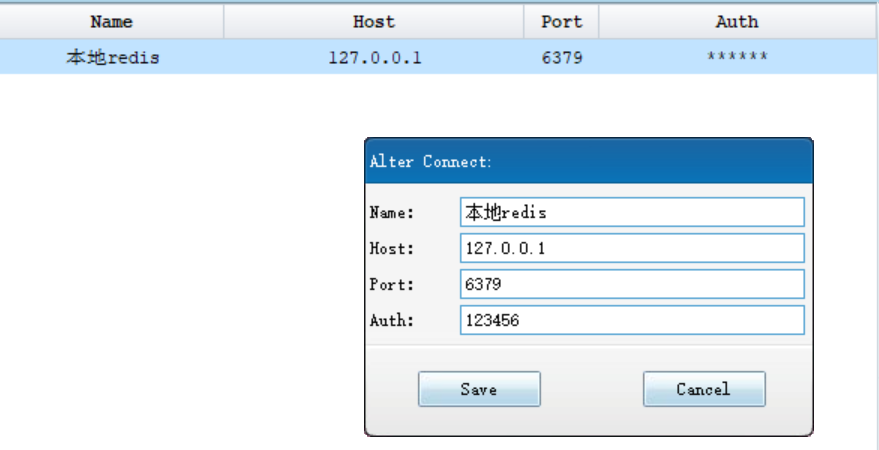 Name Host Port Auth
本地redis 127.0.0.1 6379 ******
Alter Connect:
Name: 本地redis
Host: 127.0.0.1
Port: 6379
Auth: 123456
Save Cancel